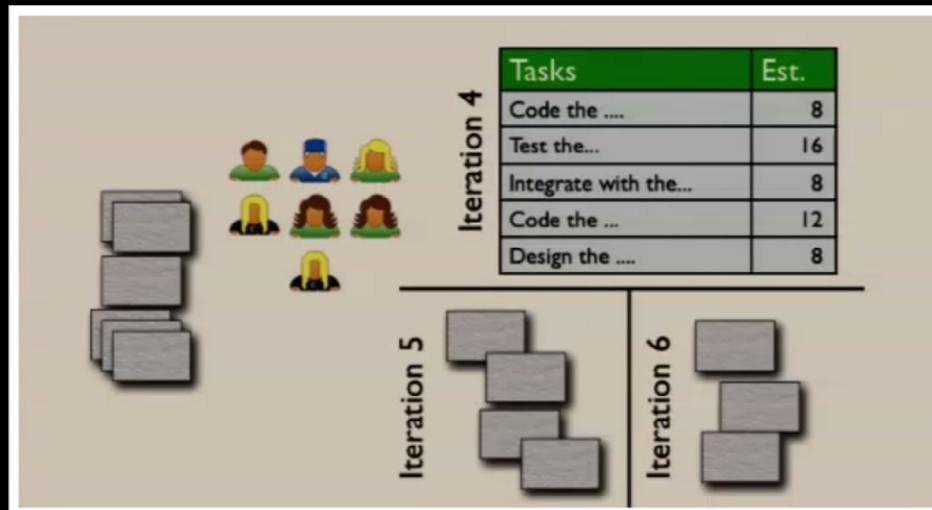 Iteration 4
Tasks Est.
Code the .... 8
Test the... 16
Integrate with the... 8
Code the ... 12
Design the .... 8
Iteration 5
Iteration 6